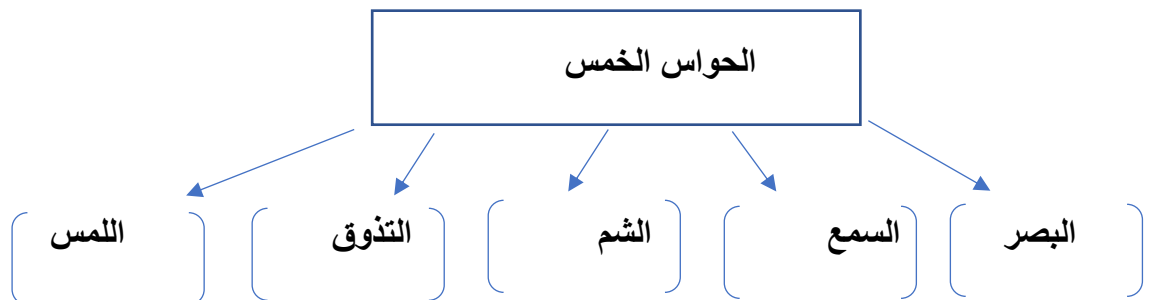 الحواس الخمس
البصر
السمع
الشم
التذوق
اللمس